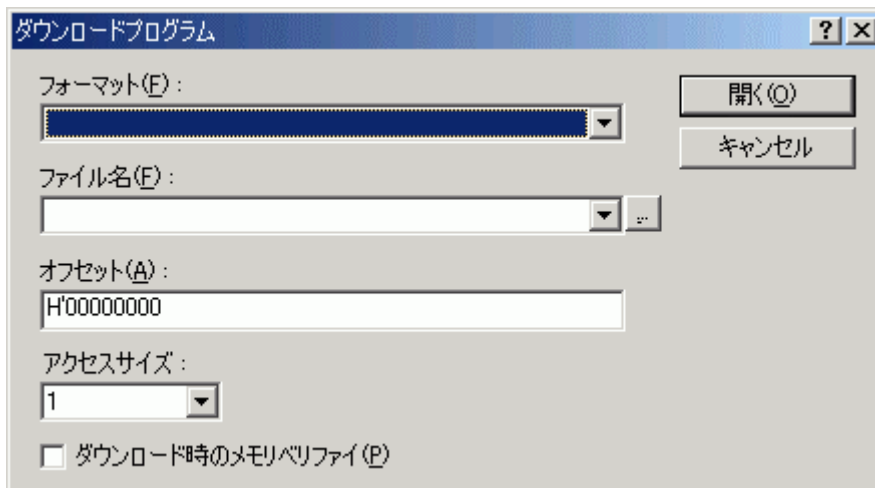 ダウンロードプログラム
フォーマット(F) :
開く(O)
キャンセル
ファイル名(F) :
...
オフセット(A) :
H'00000000
アクセスサイズ :
1
ダウンロード時のメモリベリファイ(P)